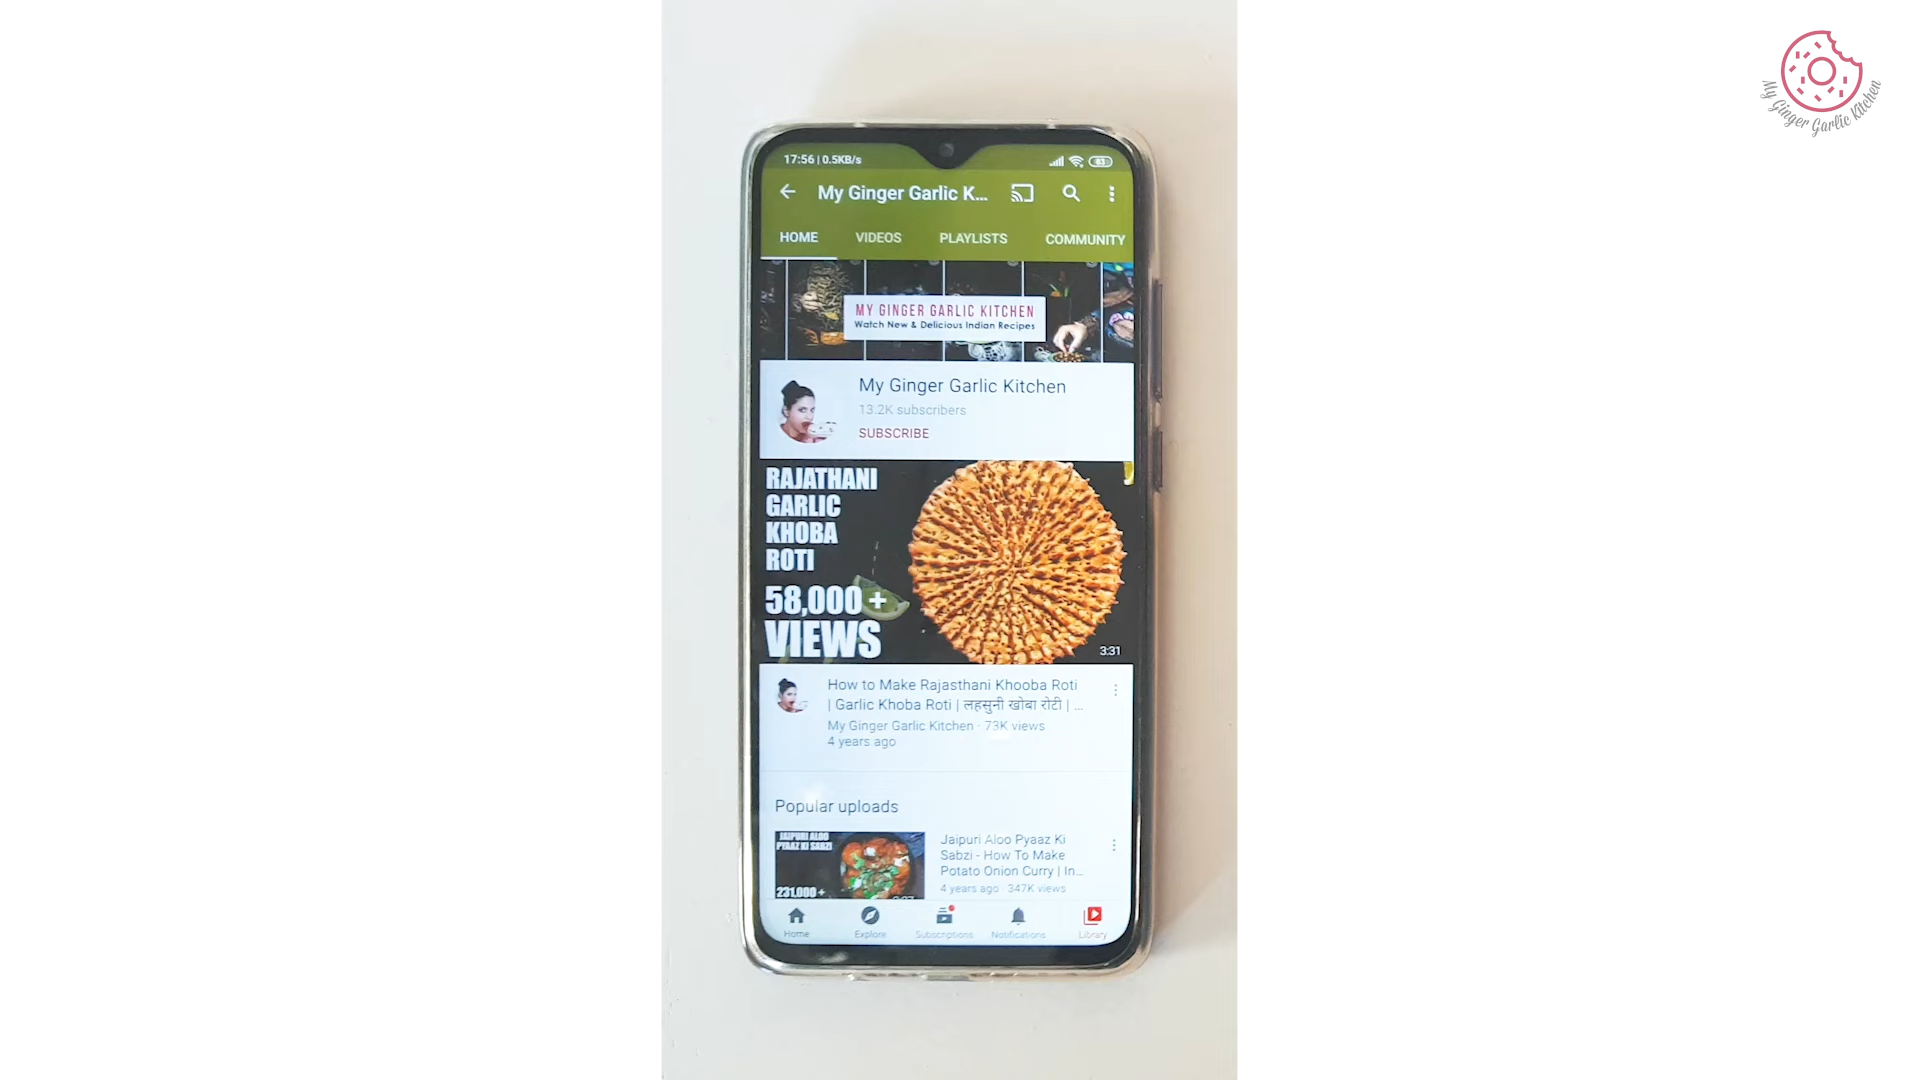 My Ginger Garlic Kitchen
17:56 | 0.5KB/s
83
My Ginger Garlic K...
HOME VIDEOS PLAYLISTS COMMUNITY
MY GINGER GARLIC KITCHEN
Watch New & Delicious Indian Recipes
My Ginger Garlic Kitchen
13.2K subscribers
SUBSCRIBE
RAJATHANI
GARLIC
KHOBA
ROTI
58,000 +
VIEWS
3:31
How to Make Rajasthani Khooba Roti
| Garlic Khoba Roti | लहसुनी खोबा रोटी | ...
My Ginger Garlic Kitchen · 73K views
4 years ago
Popular uploads
JAIPURI ALOO
PYAAZ KI SABZI
231,000 +
Jaipuri Aloo Pyaaz Ki
Sabzi - How To Make
Potato Onion Curry | In...
4 years ago · 347K views
Home Explore Subscriptions Notifications Library